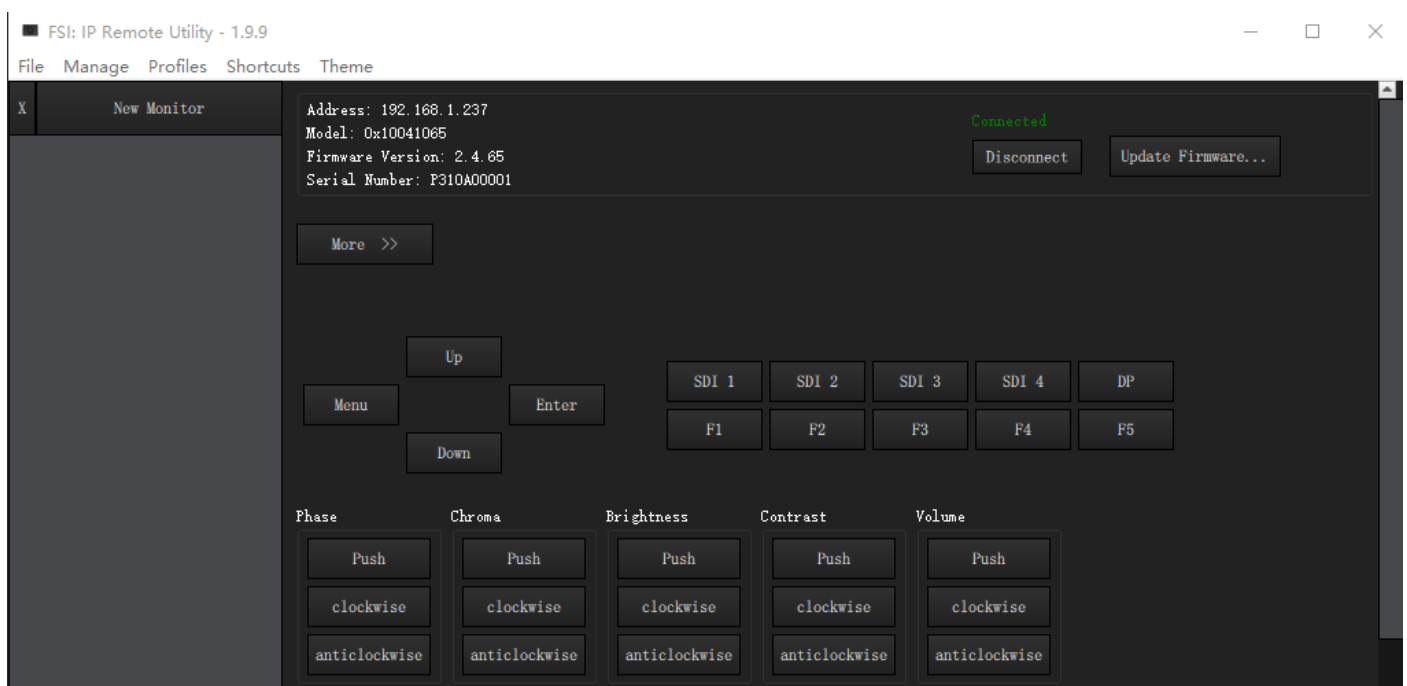 FSI: IP Remote Utility - 1.9.9
File Manage Profiles Shortcuts Theme
X New Monitor
Address: 192.168.1.237
Model: 0x10041065
Firmware Version: 2.4.65
Serial Number: P310A00001
Connected
Disconnect Update Firmware...
More >>
Up
Menu Enter
Down
SDI 1 SDI 2 SDI 3 SDI 4 DP
F1 F2 F3 F4 F5
Phase Chroma Brightness Contrast Volume
Push Push Push Push Push
clockwise clockwise clockwise clockwise clockwise
anticlockwise anticlockwise anticlockwise anticlockwise anticlockwise